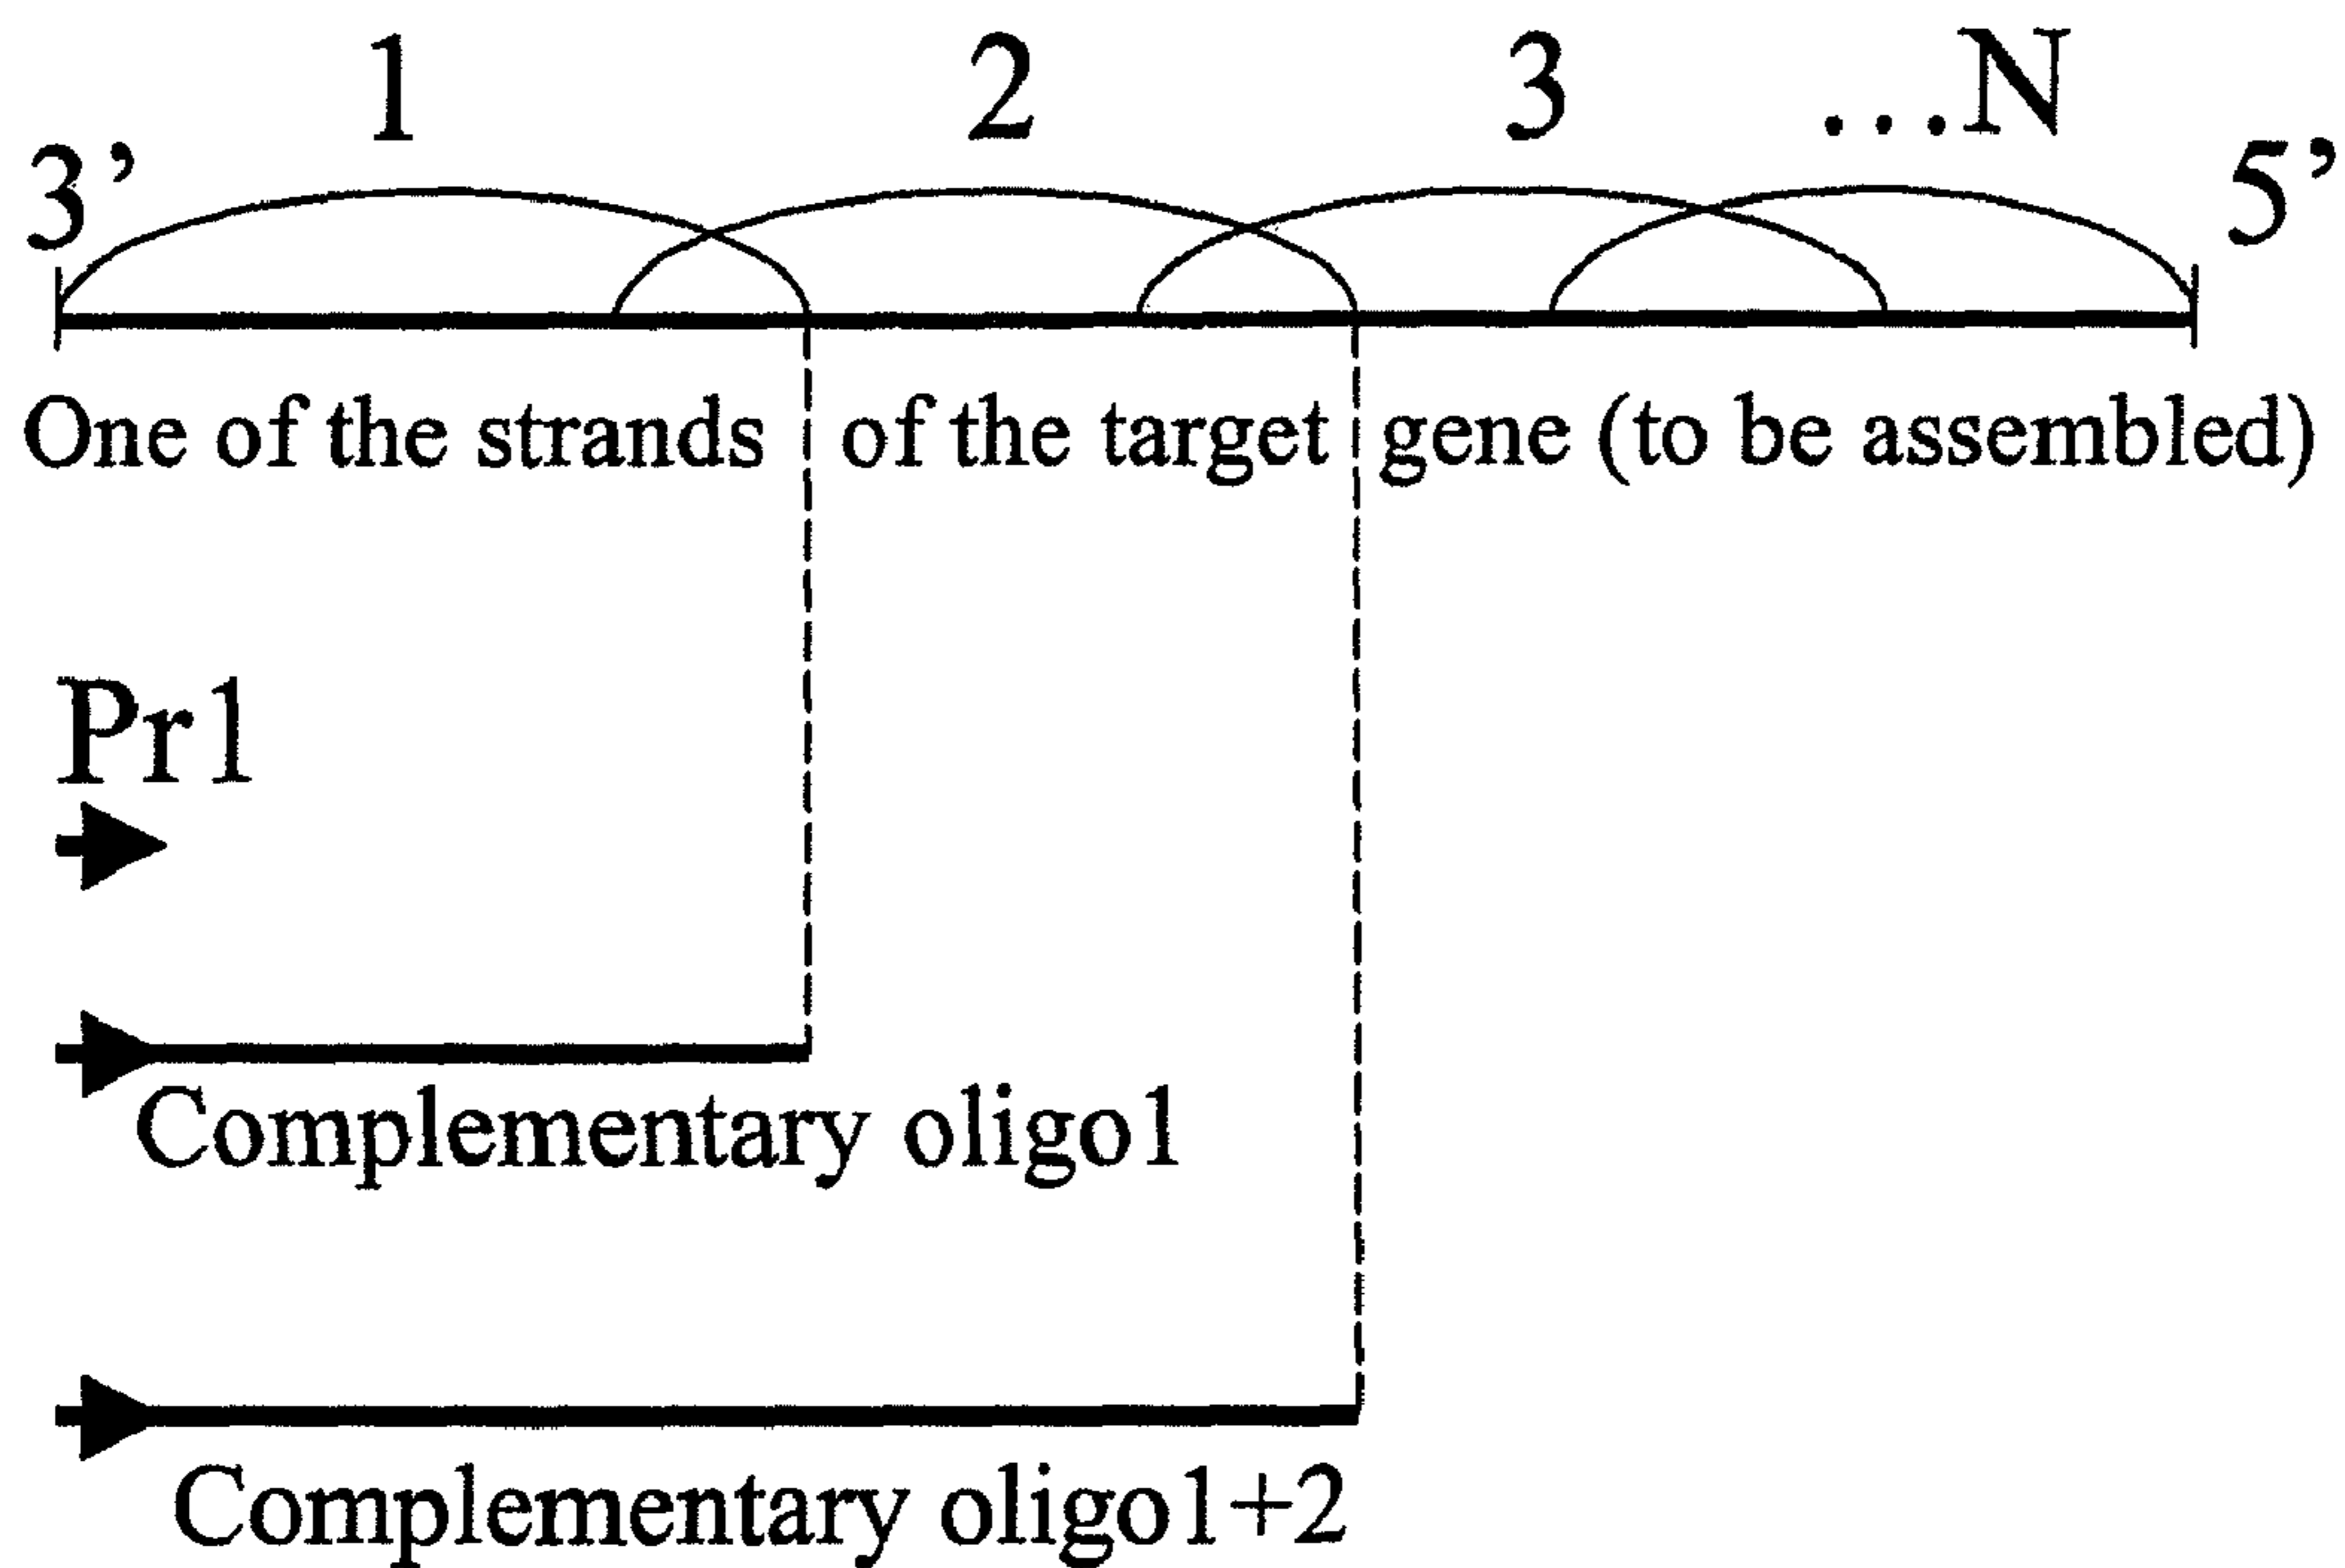 1 2 3 ...N
3’ 5’
One of the strands of the target gene (to be assembled)
Pr1
Complementary oligo1
Complementary oligo1+2